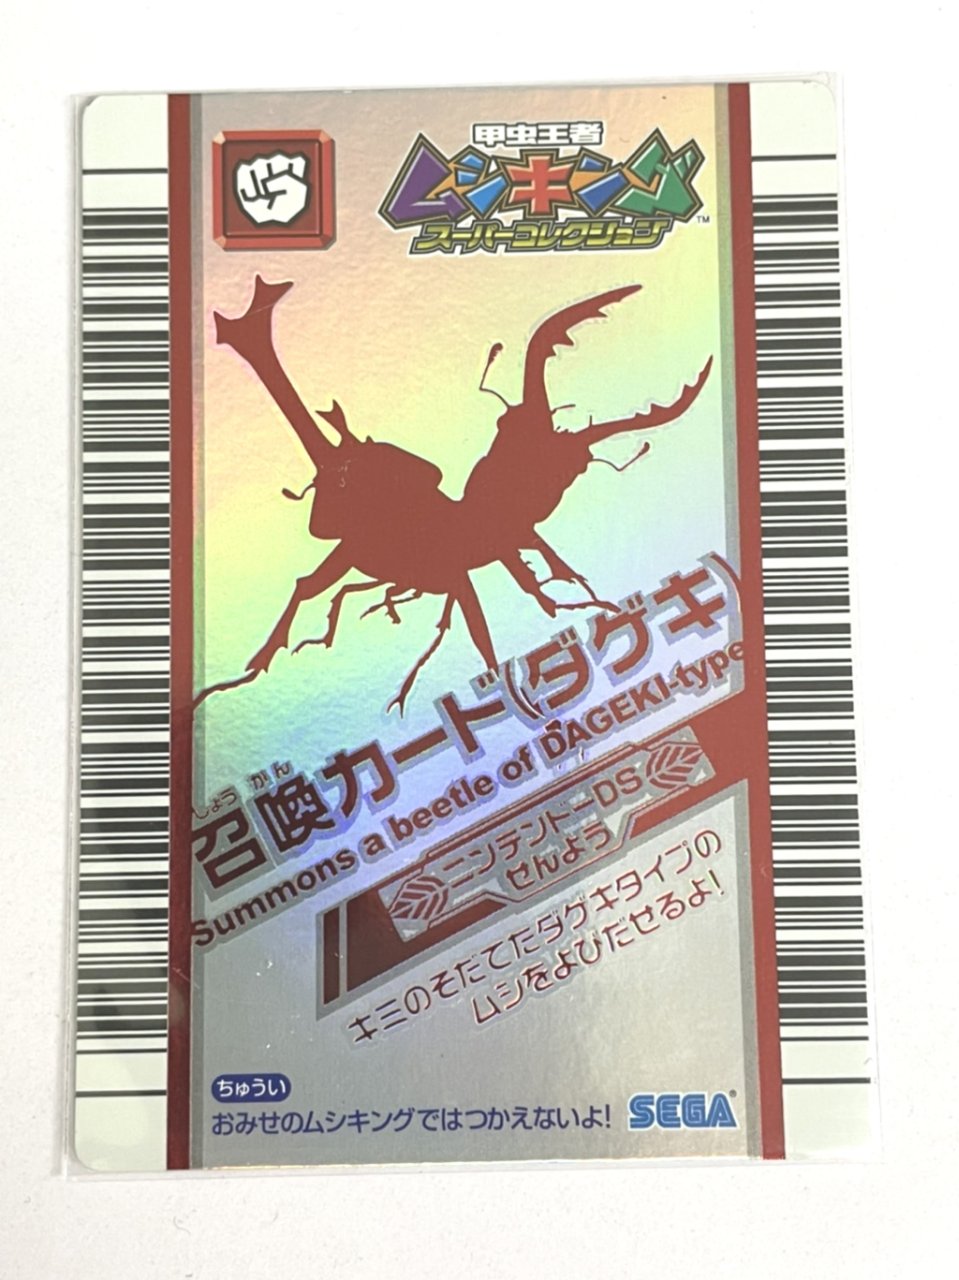 甲虫王者
ムシキング
TM
スーパーコレクション
しょう かん
召喚カード(ダゲキ)
Summons a beetle of DAGEKI-type
ニンテンドーDS
せんよう
キミのそだてたダゲキタイプの
ムシをよびだせるよ!
ちゅうい
おみせのムシキングではつかえないよ!
SEGA®